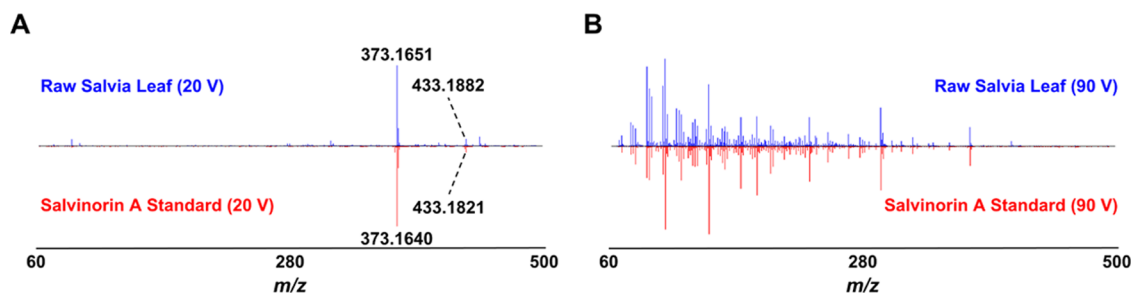 A
373.1651
Raw Salvia Leaf (20 V)
433.1882
Salvinorin A Standard (20 V)
433.1821
373.1640
60
280
500
m/z
B
Raw Salvia Leaf (90 V)
Salvinorin A Standard (90 V)
60
280
500
m/z